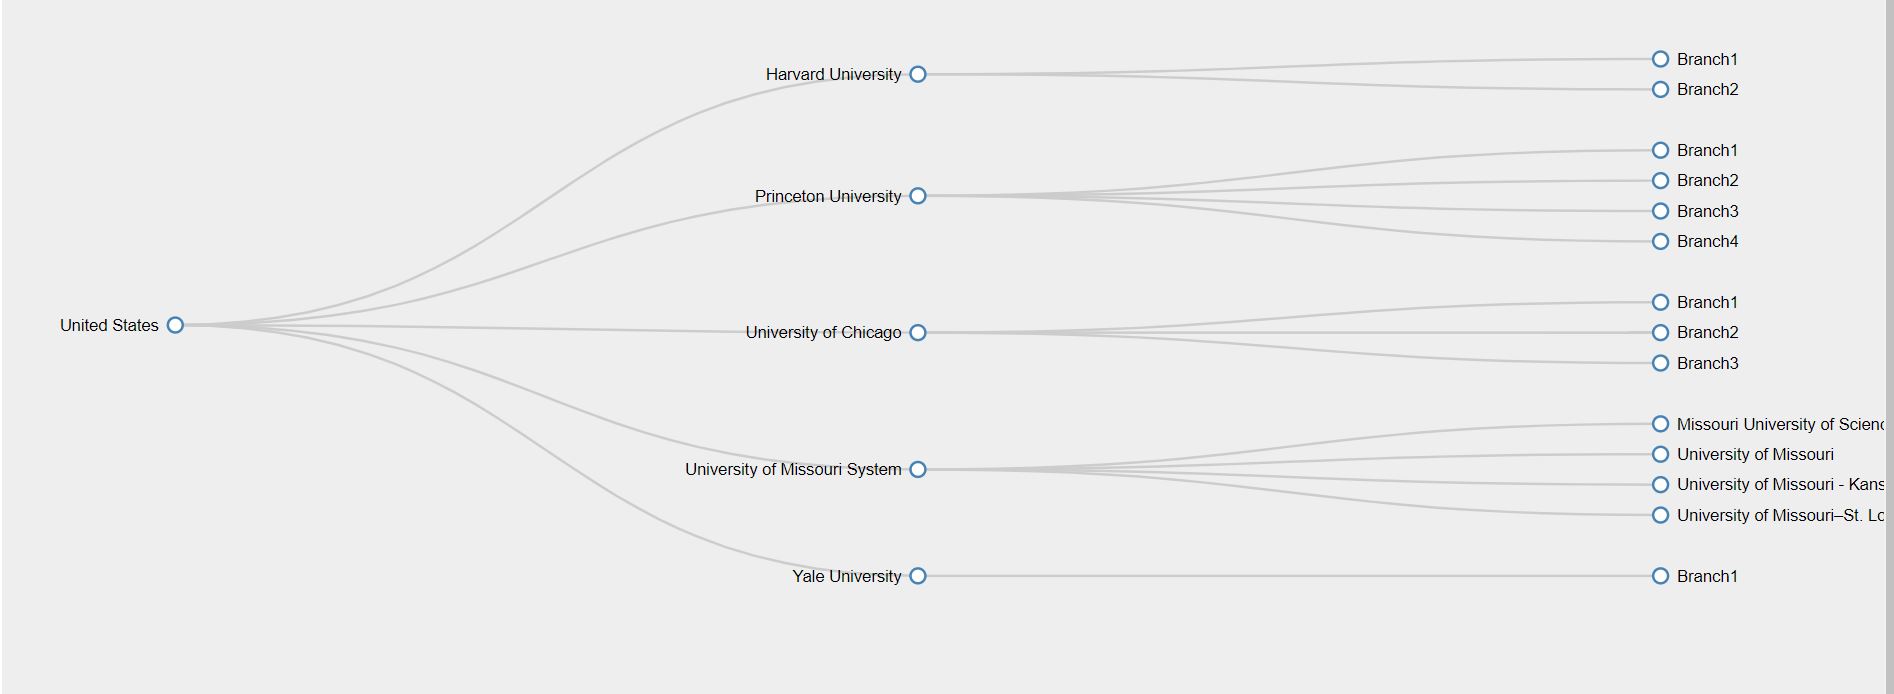 United States
Harvard University
Branch1
Branch2
Princeton University
Branch1
Branch2
Branch3
Branch4
University of Chicago
Branch1
Branch2
Branch3
University of Missouri System
Missouri University of Scienc
University of Missouri
University of Missouri - Kans
University of Missouri–St. Lo
Yale University
Branch1